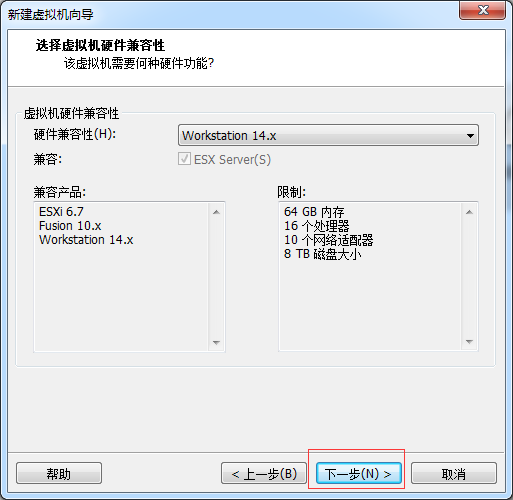 新建虚拟机向导
选择虚拟机硬件兼容性
该虚拟机需要何种硬件功能?
虚拟机硬件兼容性
硬件兼容性(H):
Workstation 14.x
兼容:
ESX Server(S)
兼容产品:
ESXi 6.7
Fusion 10.x
Workstation 14.x
限制:
64 GB 内存
16 个处理器
10 个网络适配器
8 TB 磁盘大小
帮助
< 上一步(B)
下一步(N) >
取消